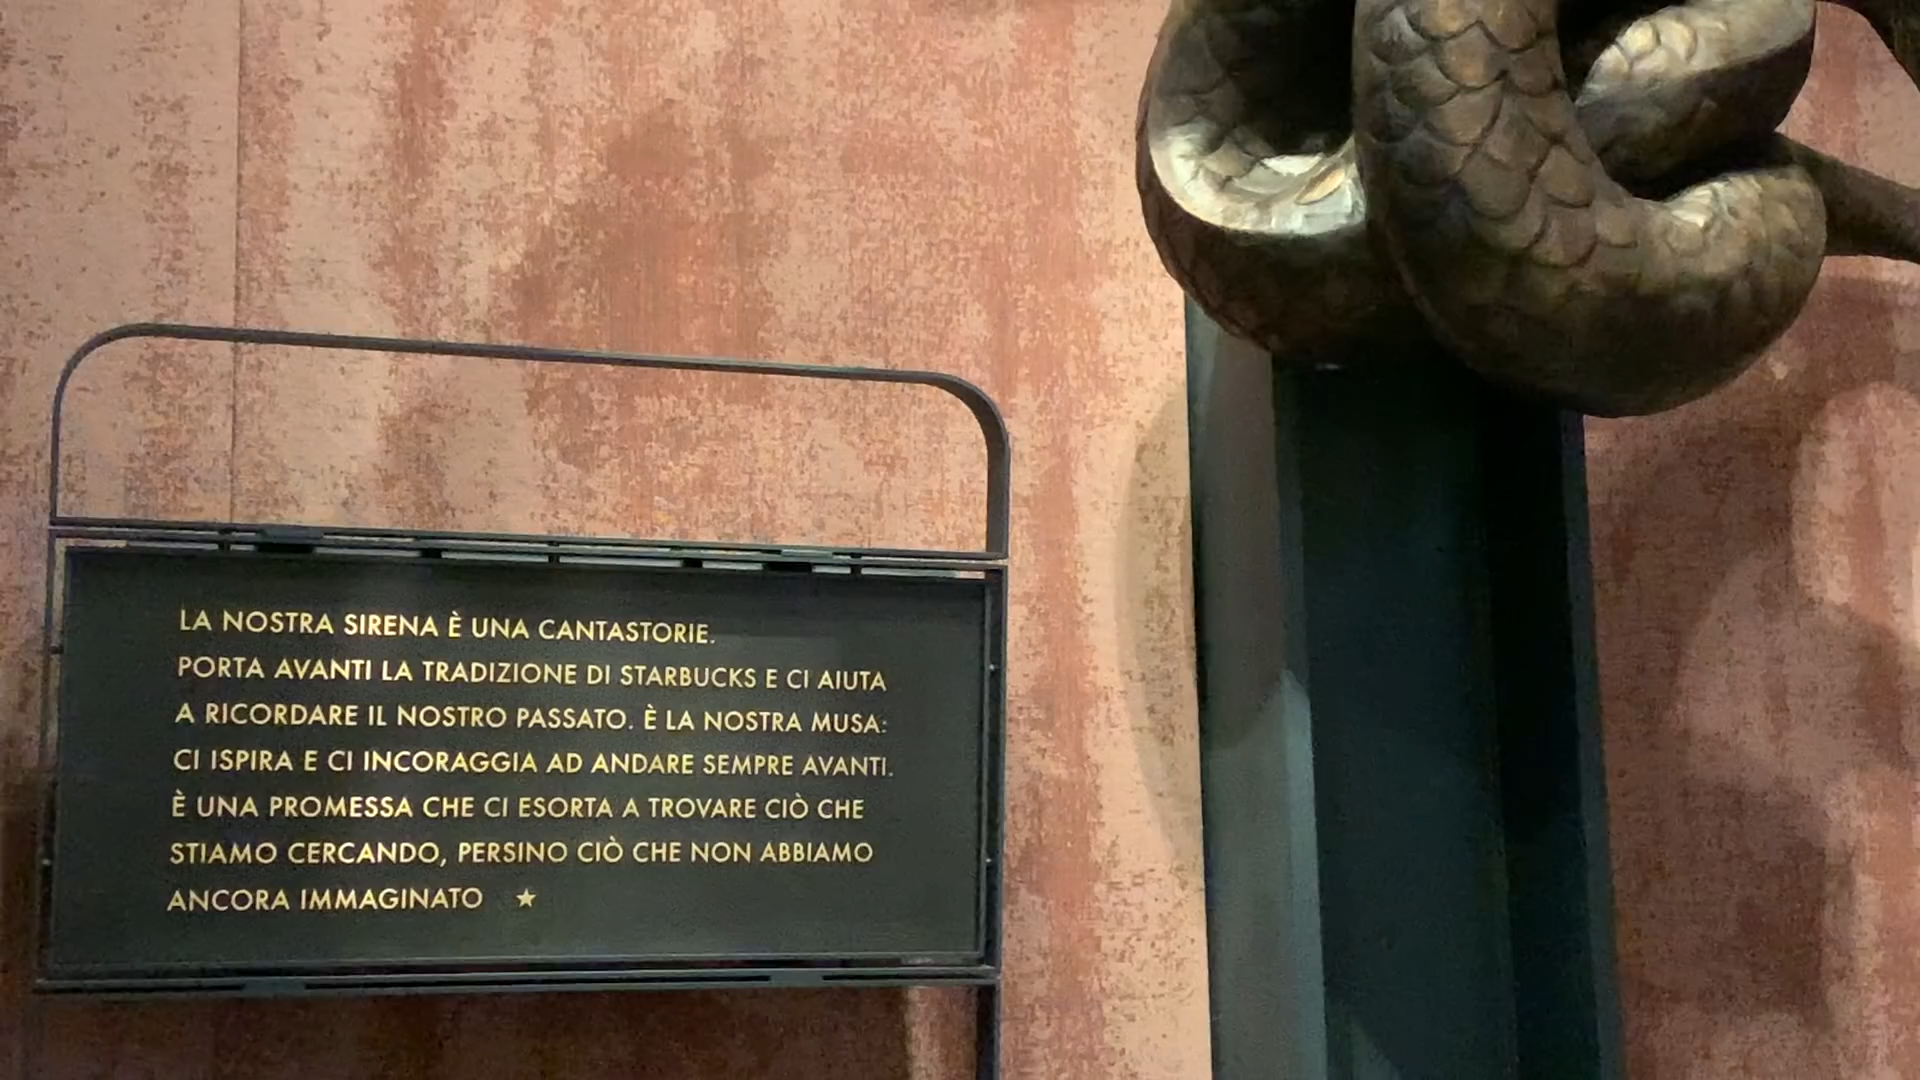 LA NOSTRA SIRENA È UNA CANTASTORIE.
PORTA AVANTI LA TRADIZIONE DI STARBUCKS E CI AIUTA
A RICORDARE IL NOSTRO PASSATO. È LA NOSTRA MUSA:
CI ISPIRA E CI INCORAGGIA AD ANDARE SEMPRE AVANTI.
È UNA PROMESSA CHE CI ESORTA A TROVARE CIÒ CHE
STIAMO CERCANDO, PERSINO CIÒ CHE NON ABBIAMO
ANCORA IMMAGINATO ★